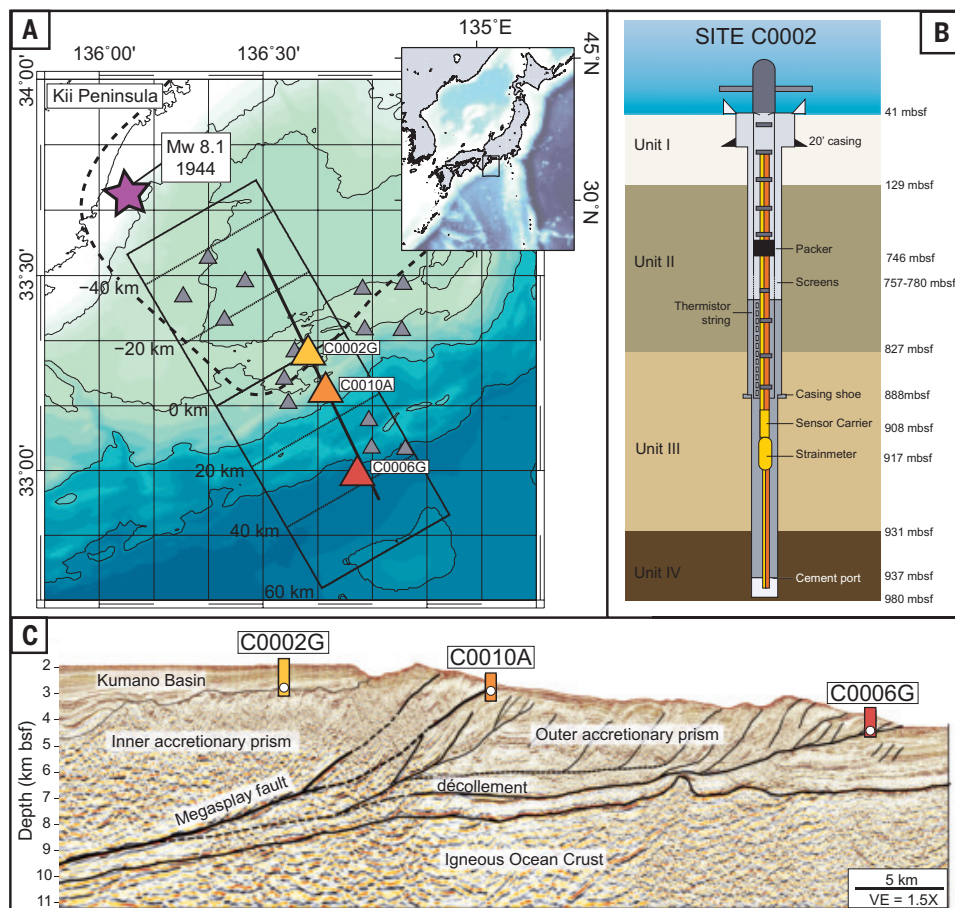 A
136˚00'
136˚30'
135˚E
45˚N
30˚N
34˚00'
33˚30'
33˚00'
Kii Peninsula
Mw 8.1
1944
−40 km
−20 km
0 km
20 km
40 km
60 km
C0002G
C0010A
C0006G
B
SITE C0002
Unit I
Unit II
Unit III
Unit IV
20' casing
Packer
Screens
Thermistor
string
Casing shoe
Sensor Carrier
Strainmeter
Cement port
41 mbsf
129 mbsf
746 mbsf
757-780 mbsf
827 mbsf
888mbsf
908 mbsf
917 mbsf
931 mbsf
937 mbsf
980 mbsf
C
C0002G
C0010A
C0006G
Depth (km bsf)
2
3
4
5
6
7
8
9
10
11
Kumano Basin
Inner accretionary prism
Outer accretionary prism
Megasplay fault
décollement
Igneous Ocean Crust
5 km
VE = 1.5X